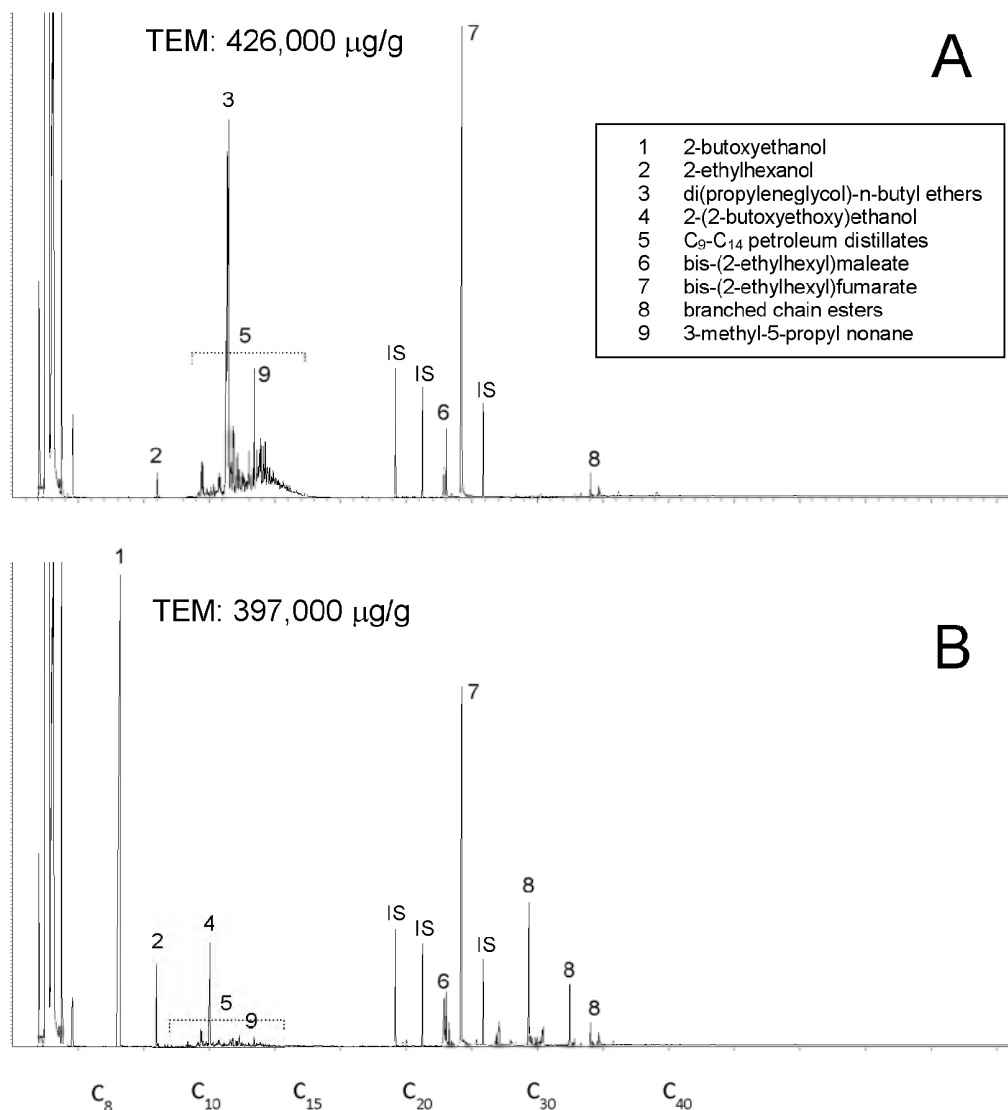 TEM: 426,000 μg/g
A
7
3
1 2-butoxyethanol
2 2-ethylhexanol
3 di(propyleneglycol)-n-butyl ethers
4 2-(2-butoxyethoxy)ethanol
5 C₉-C₁₄ petroleum distillates
6 bis-(2-ethylhexyl)maleate
7 bis-(2-ethylhexyl)fumarate
8 branched chain esters
9 3-methyl-5-propyl nonane
5
9
IS
IS
IS
6
2
8
1
TEM: 397,000 μg/g
B
7
2
4
5
9
IS
IS
IS
6
8
8
8
C₈ C₁₀ C₁₅ C₂₀ C₃₀ C₄₀